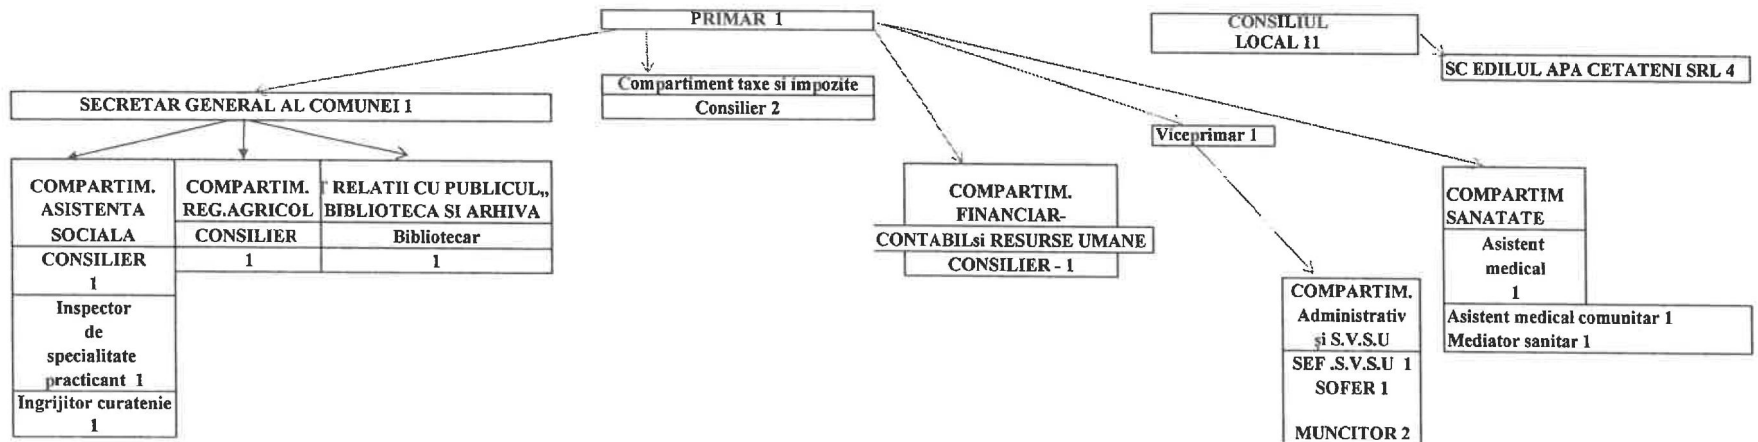 PRIMAR 1
CONSILIUL
LOCAL 11
SC EDILUL APA CETATENI SRL 4
Compartiment taxe si impozite
Consilier 2
SECRETAR GENERAL AL COMUNEI 1
Viceprimar 1
COMPARTIM.
ASISTENTA
SOCIALA
CONSILIER
1
Inspector
de
specialitate
practicant 1
Ingrijitor curatenie
1
COMPARTIM.
REG.AGRICOL
CONSILIER
1
RELATII CU PUBLICUL,,
BIBLIOTECA SI ARHIVA
Bibliotecar
1
COMPARTIM.
FINANCIAR-
CONTABILsi RESURSE UMANE
CONSILIER - 1
COMPARTIM.
Administrativ
şi S.V.S.U
SEF .S.V.S.U 1
SOFER 1
MUNCITOR 2
COMPARTIM
SANATATE
Asistent
medical
1
Asistent medical comunitar 1
Mediator sanitar 1